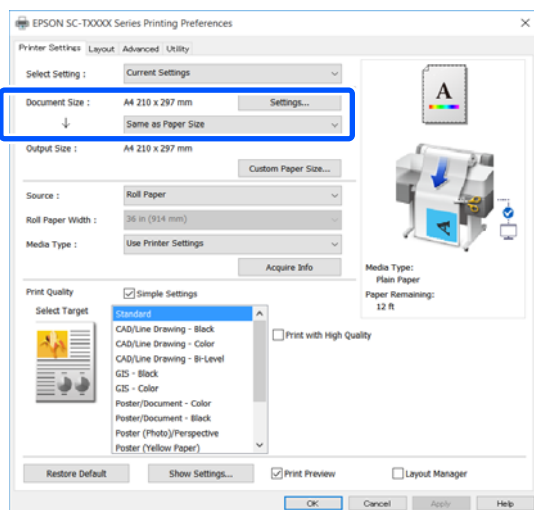 EPSON SC-TXXXX Series Printing Preferences
Printer Settings Layout Advanced Utility
Select Setting : Current Settings
Document Size : A4 210 x 297 mm Settings...
↓ Same as Paper Size
Output Size : A4 210 x 297 mm
Custom Paper Size...
Source : Roll Paper
Roll Paper Width : 36 in (914 mm)
Media Type : Use Printer Settings
Acquire Info
A
A
Media Type:
Plain Paper
Paper Remaining:
12 ft
Print Quality Simple Settings
Select Target
Standard
CAD/Line Drawing - Black
CAD/Line Drawing - Color
CAD/Line Drawing - Bi-Level
GIS - Black
GIS - Color
Poster/Document - Color
Poster/Document - Black
Poster (Photo)/Perspective
Poster (Yellow Paper)
Print with High Quality
Restore Default Show Settings... Print Preview Layout Manager
OK Cancel Apply Help